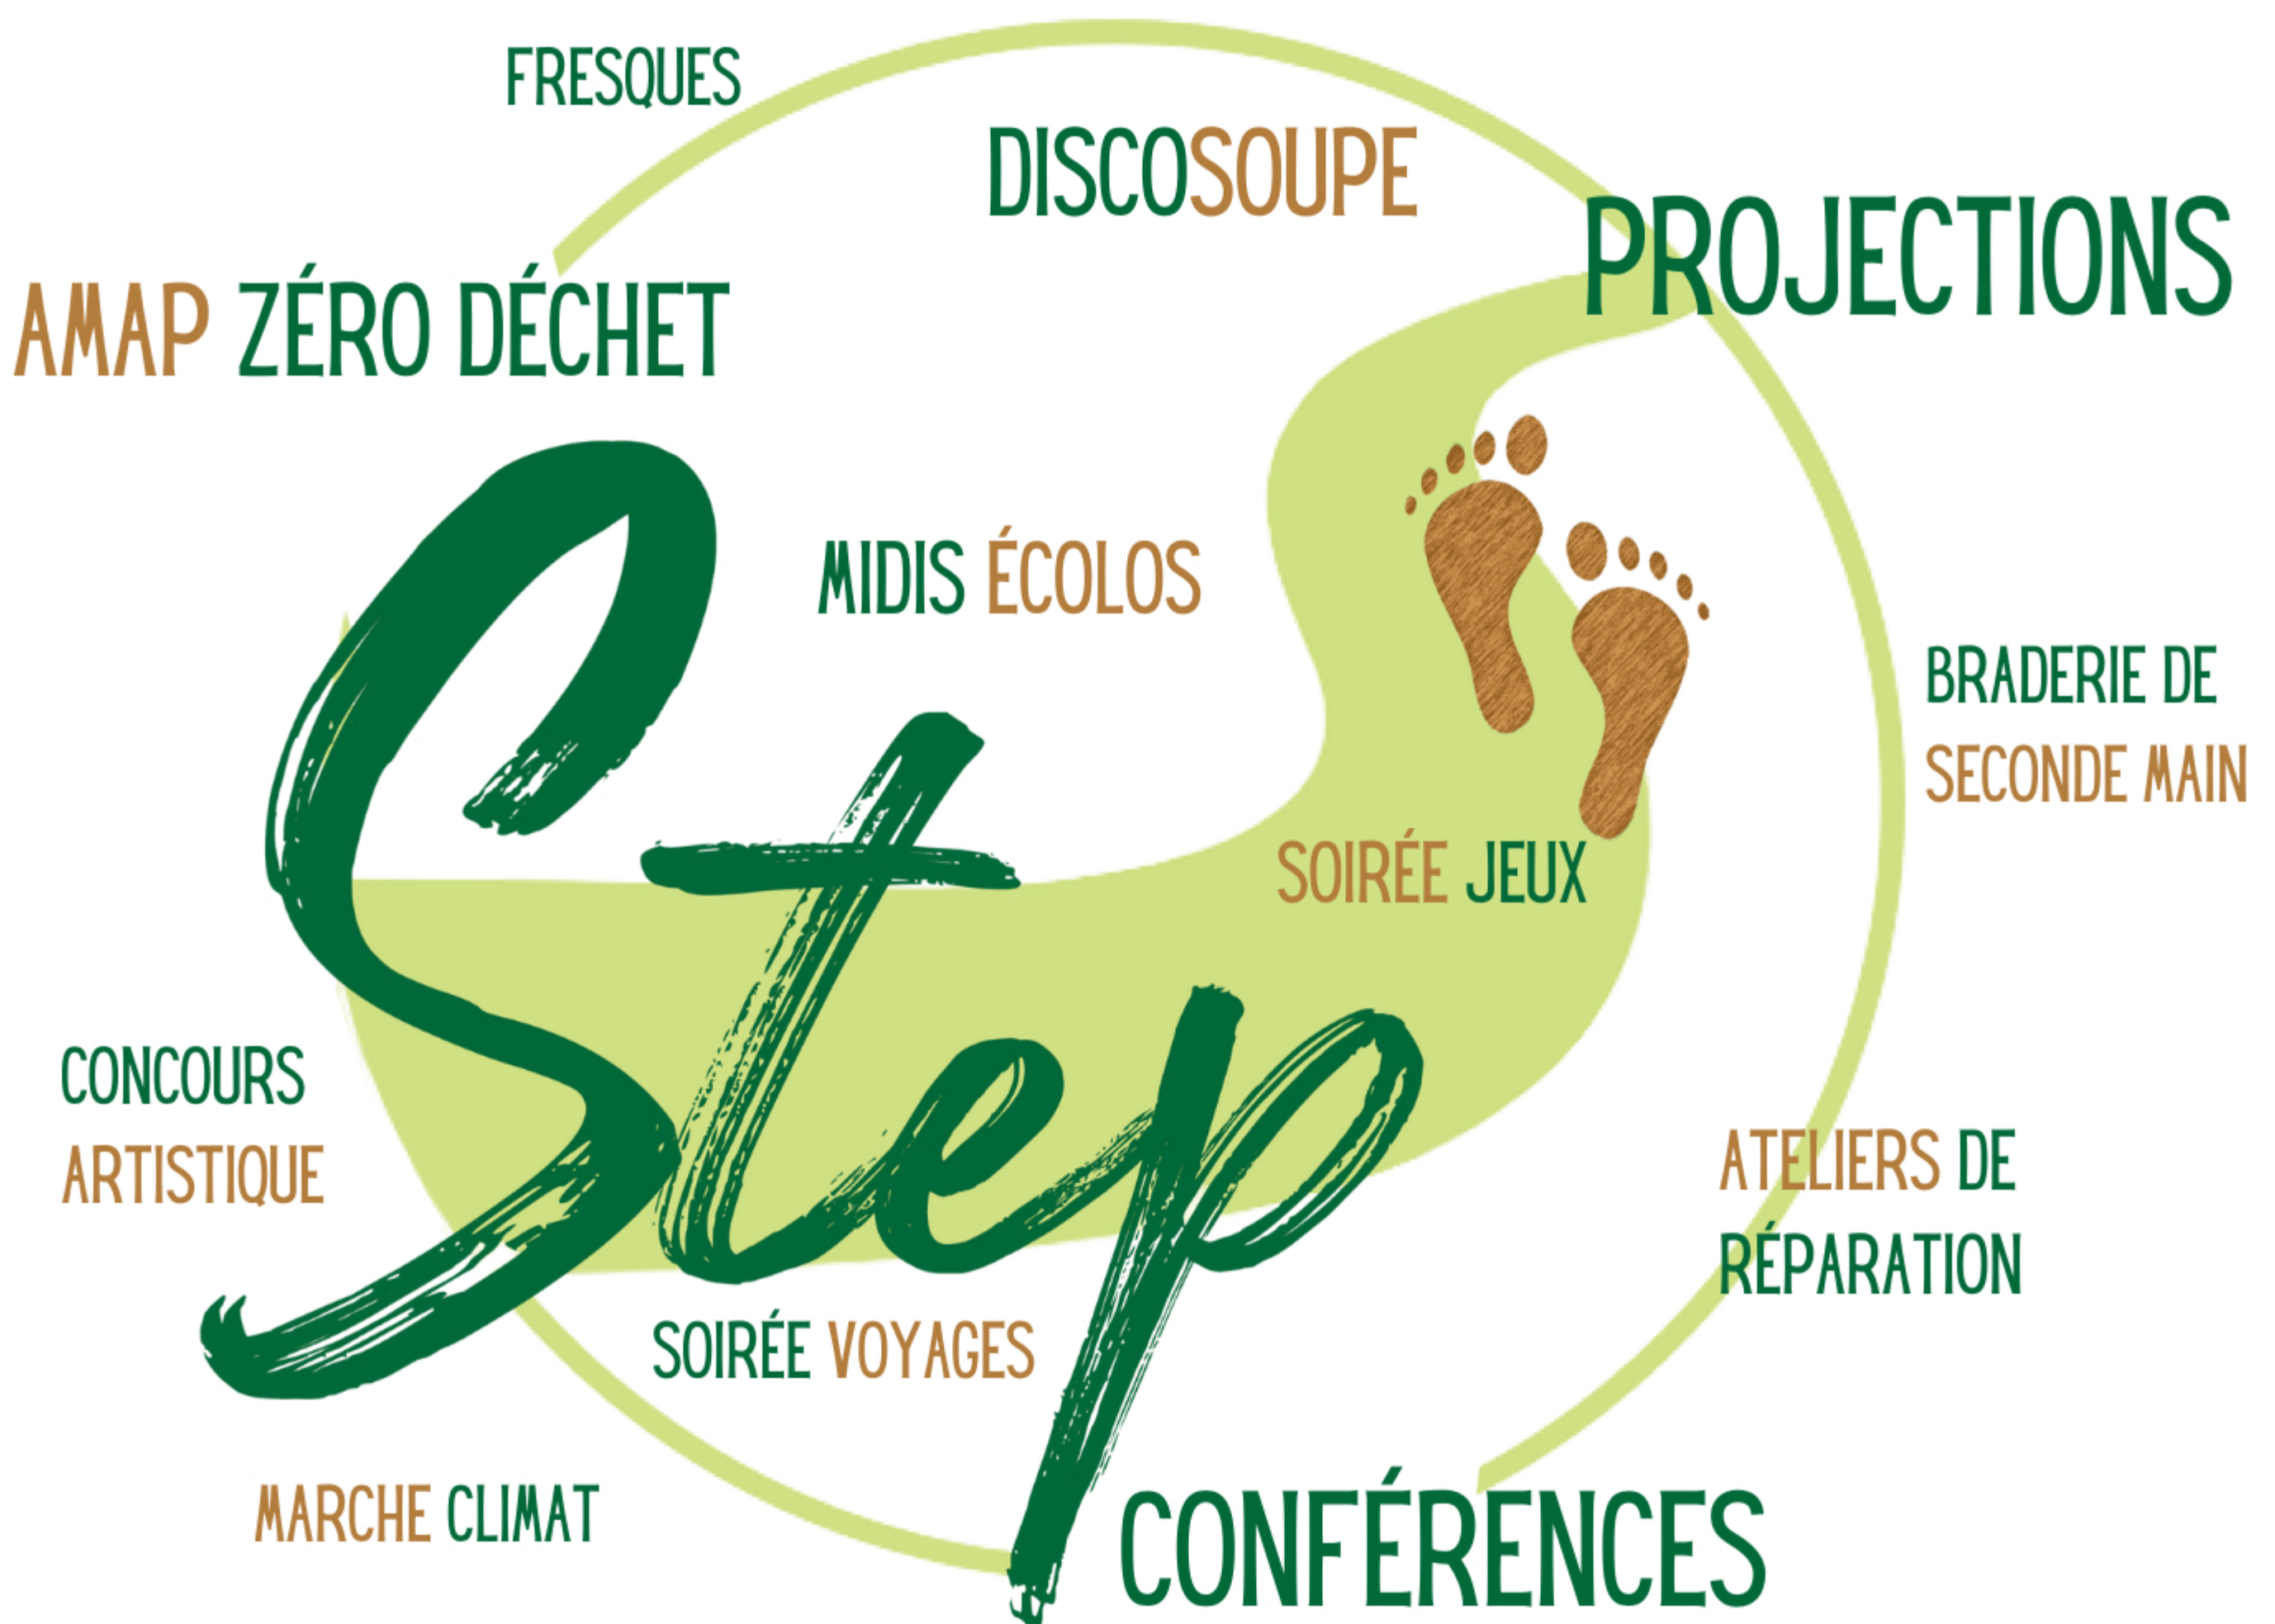 FRESQUES
DISCOSOUPE
PROJECTIONS
AMAP ZÉRO DÉCHET
MIDIS ÉCOLOS
BRADERIE DE
SECONDE MAIN
Step
SOIRÉE JEUX
CONCOURS
ARTISTIQUE
ATELIERS DE
RÉPARATION
SOIRÉE VOYAGES
MARCHE CLIMAT
CONFÉRENCES